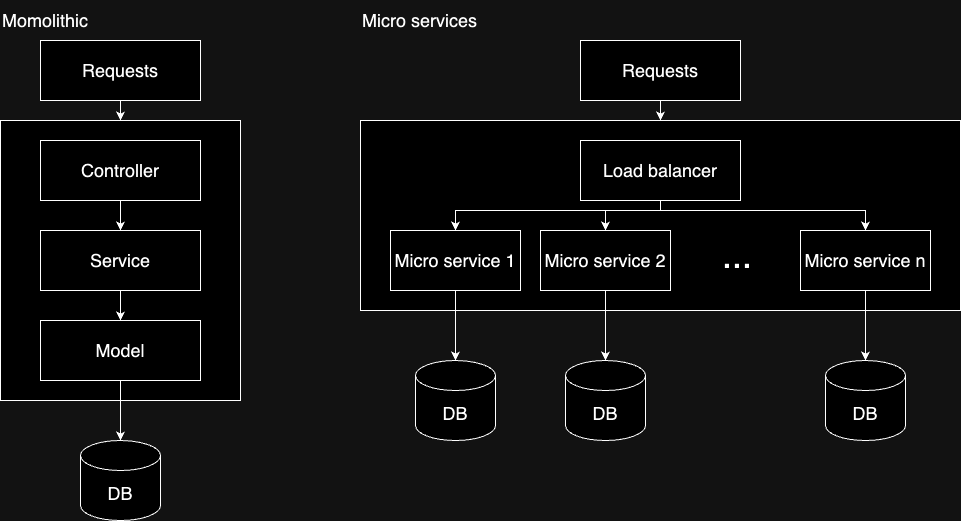 Momolithic
Requests
Controller
Service
Model
DB
Micro services
Requests
Load balancer
Micro service 1
Micro service 2
...
Micro service n
DB
DB
DB